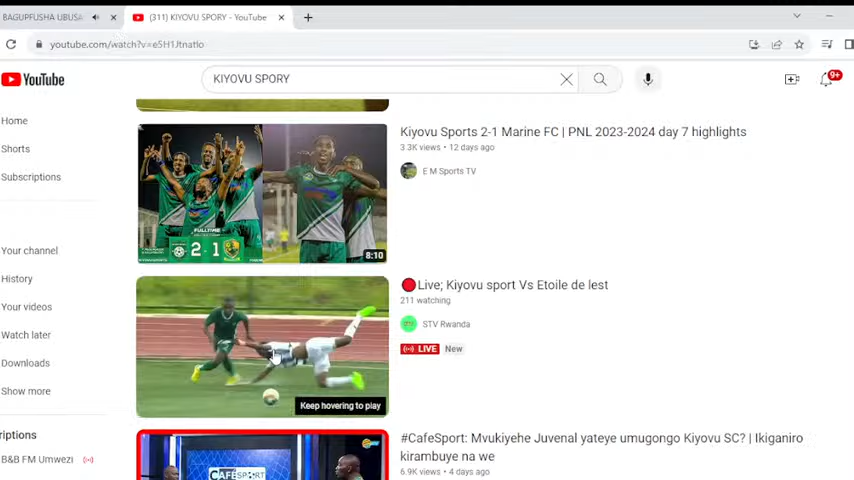 BAGUPFUSHA UBUSA
(311) KIYOVU SPORY - YouTube
youtube.com/watch?v=e5H1Jtnatlo
YouTube
KIYOVU SPORY
9+
Home
Shorts
Subscriptions
Your channel
History
Your videos
Watch later
Downloads
Show more
riptions
B&B FM Umwezi
FULLTIME
2 - 1
8:10
Kiyovu Sports 2-1 Marine FC | PNL 2023-2024 day 7 highlights
3.3K views • 12 days ago
E M Sports TV
Keep hovering to play
🔴Live; Kiyovu sport Vs Etoile de lest
211 watching
STV Rwanda
LIVE New
CAFESPORT
#CafeSport: Mvukiyehe Juvenal yateye umugongo Kiyovu SC? | Ikiganiro
kirambuye na we
6.9K views • 4 days ago